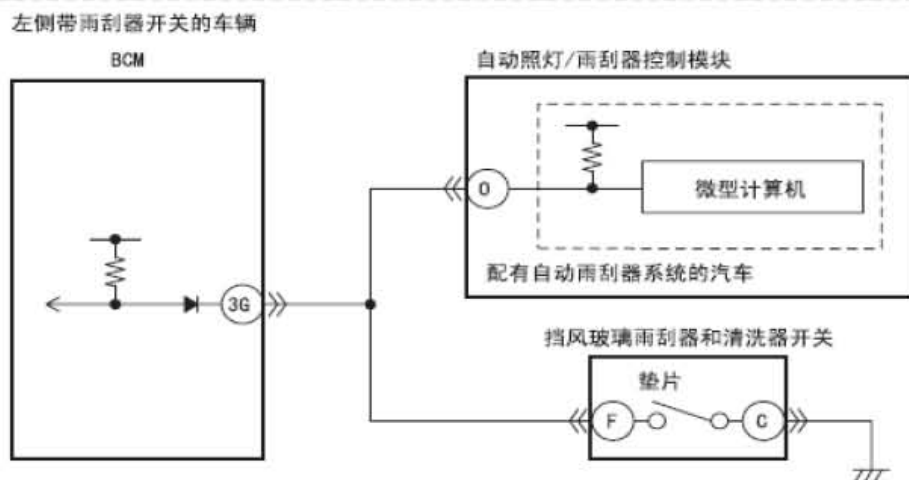 左侧带雨刮器开关的车辆
BCM
自动照灯/雨刮器控制模块
O
微型计算机
配有自动雨刮器系统的汽车
3G
挡风玻璃雨刮器和清洗器开关
垫片
F
G